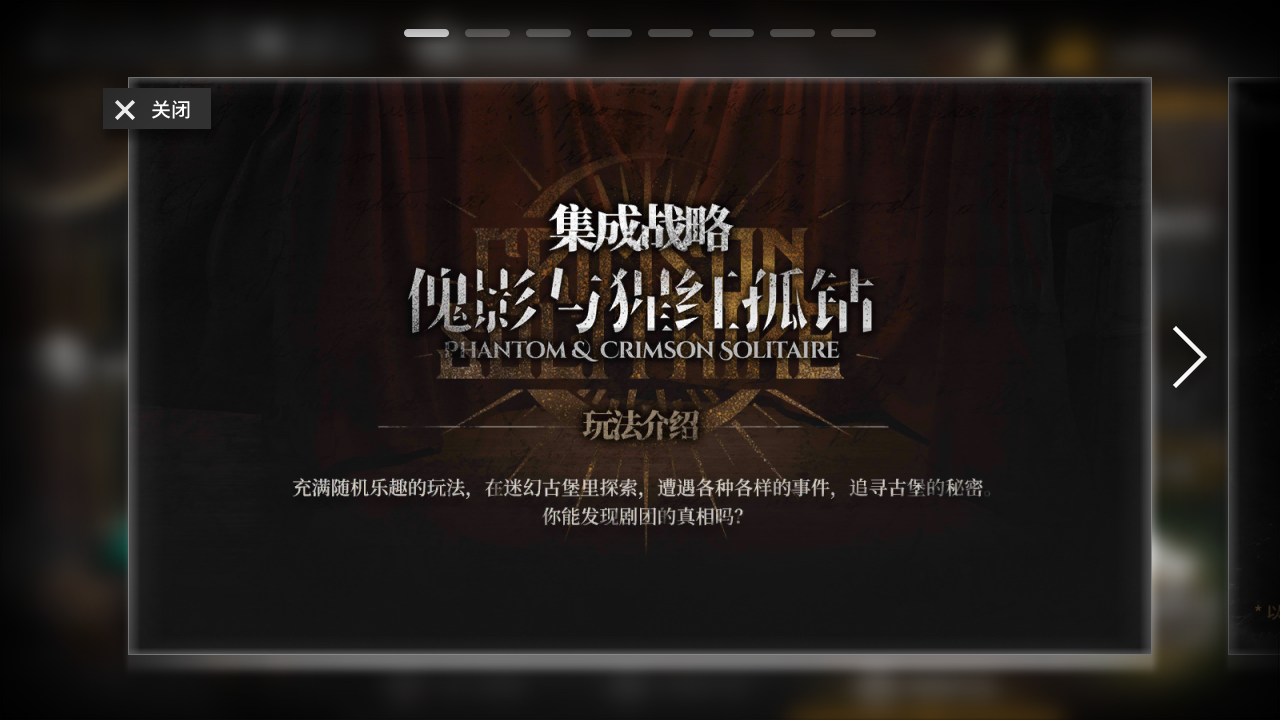 关闭
集成战略
傀影与猩红孤钻
CRIMSON
SOLITAIRE
PHANTOM & CRIMSON SOLITAIRE
玩法介绍
充满随机乐趣的玩法，在迷幻古堡里探索，遭遇各种各样的事件，追寻古堡的秘密。
你能发现剧团的真相吗？
* 以